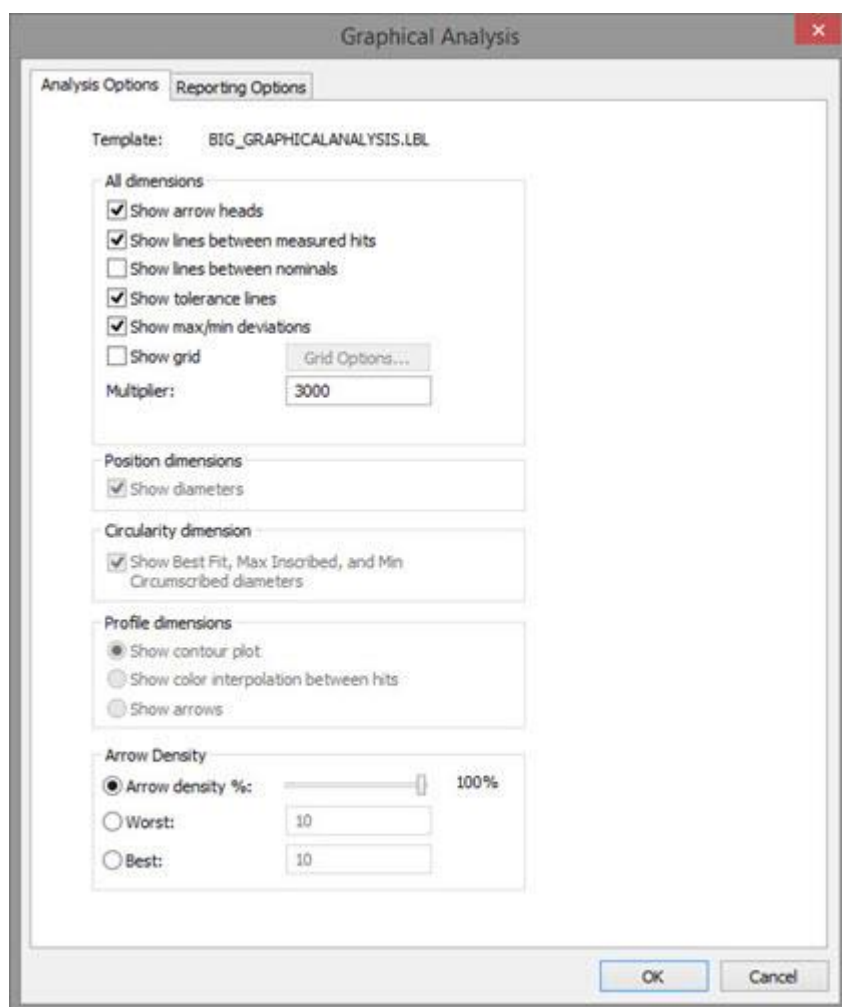 Graphical Analysis
Analysis Options
Reporting Options
Template: BIG_GRAPHICALANALYSIS.LBL
All dimensions
Show arrow heads
Show lines between measured hits
Show lines between nominals
Show tolerance lines
Show max/min deviations
Show grid Grid Options...
Multiplier: 3000
Position dimensions
Show diameters
Circularity dimension
Show Best Fit, Max Inscribed, and Min
Circumscribed diameters
Profile dimensions
Show contour plot
Show color interpolation between hits
Show arrows
Arrow Density
Arrow density %: 100%
Worst: 10
Best: 10
OK Cancel